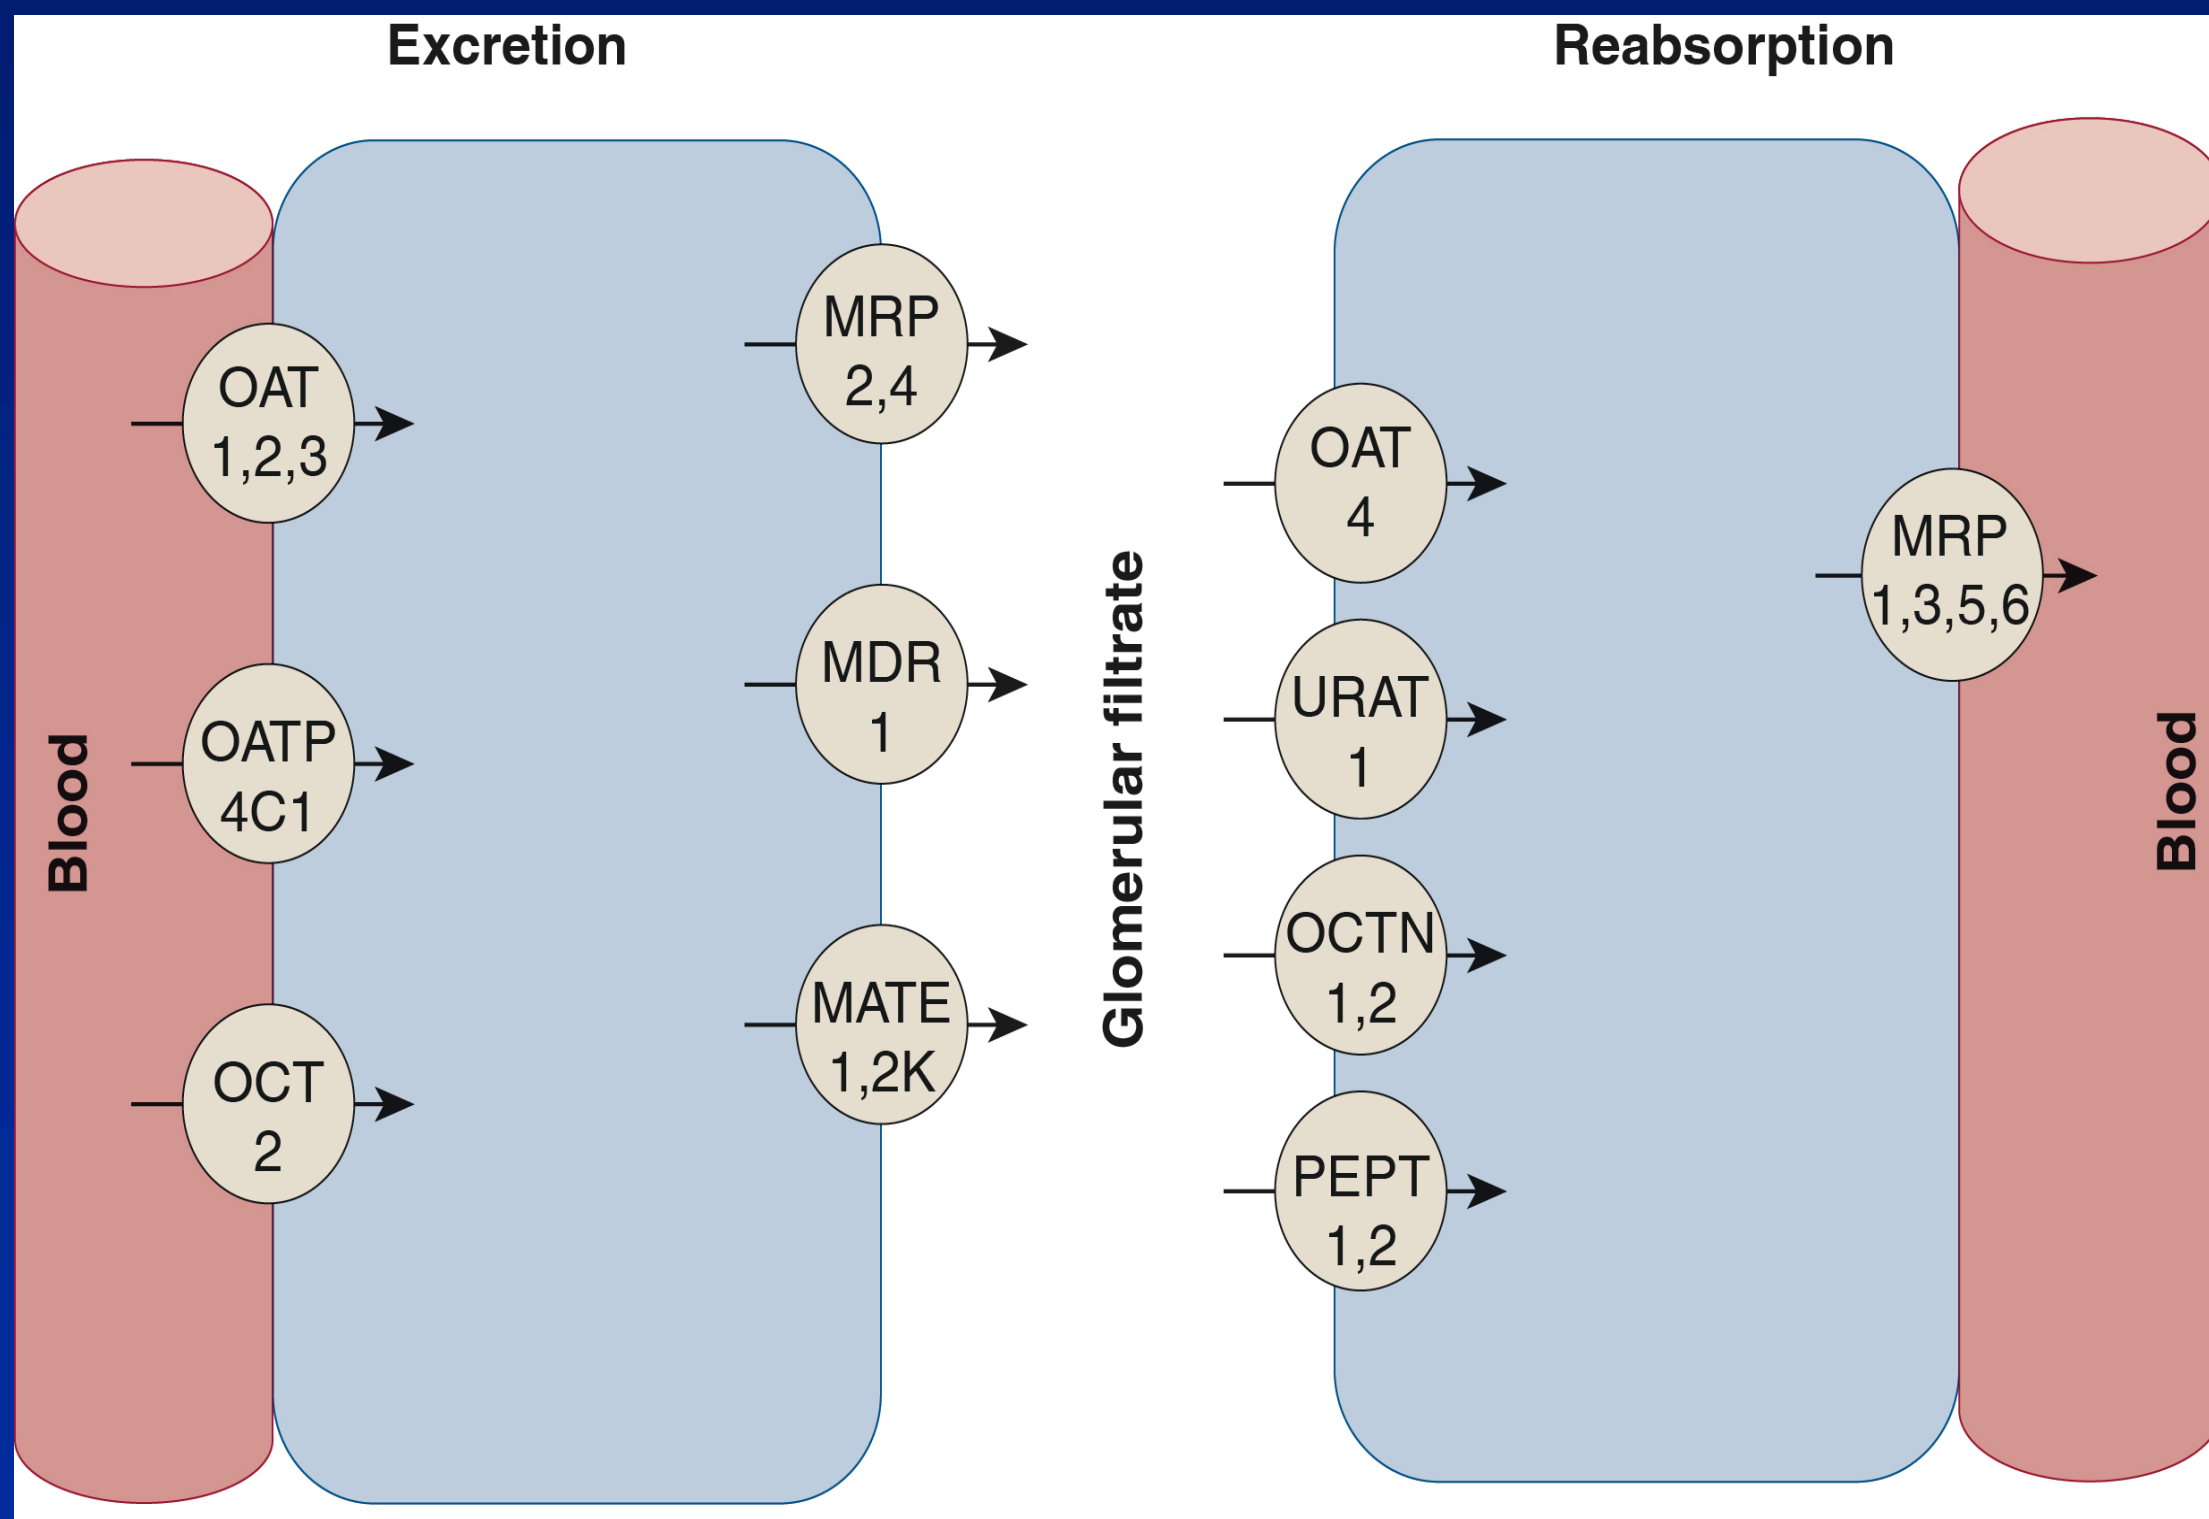 Excretion
Reabsorption
Blood
OAT
1,2,3
OATP
4C1
OCT
2
MRP
2,4
MDR
1
MATE
1,2K
Glomerular filtrate
OAT
4
URAT
1
OCTN
1,2
PEPT
1,2
MRP
1,3,5,6
Blood